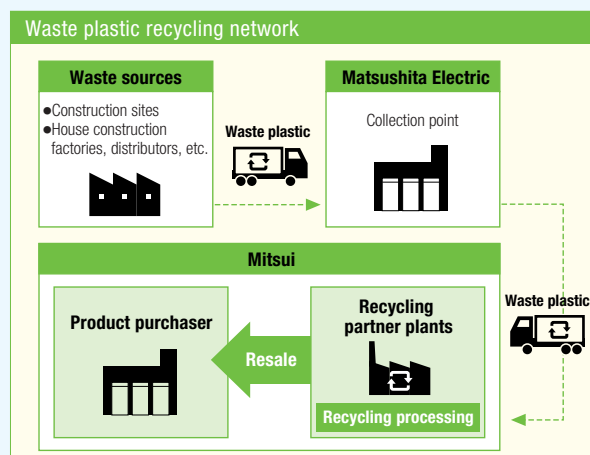 Waste plastic recycling network
Waste sources
●Construction sites
●House construction
factories, distributors, etc.
Waste plastic
Matsushita Electric
Collection point
Mitsui
Product purchaser
Resale
Recycling
partner plants
Recycling processing
Waste plastic